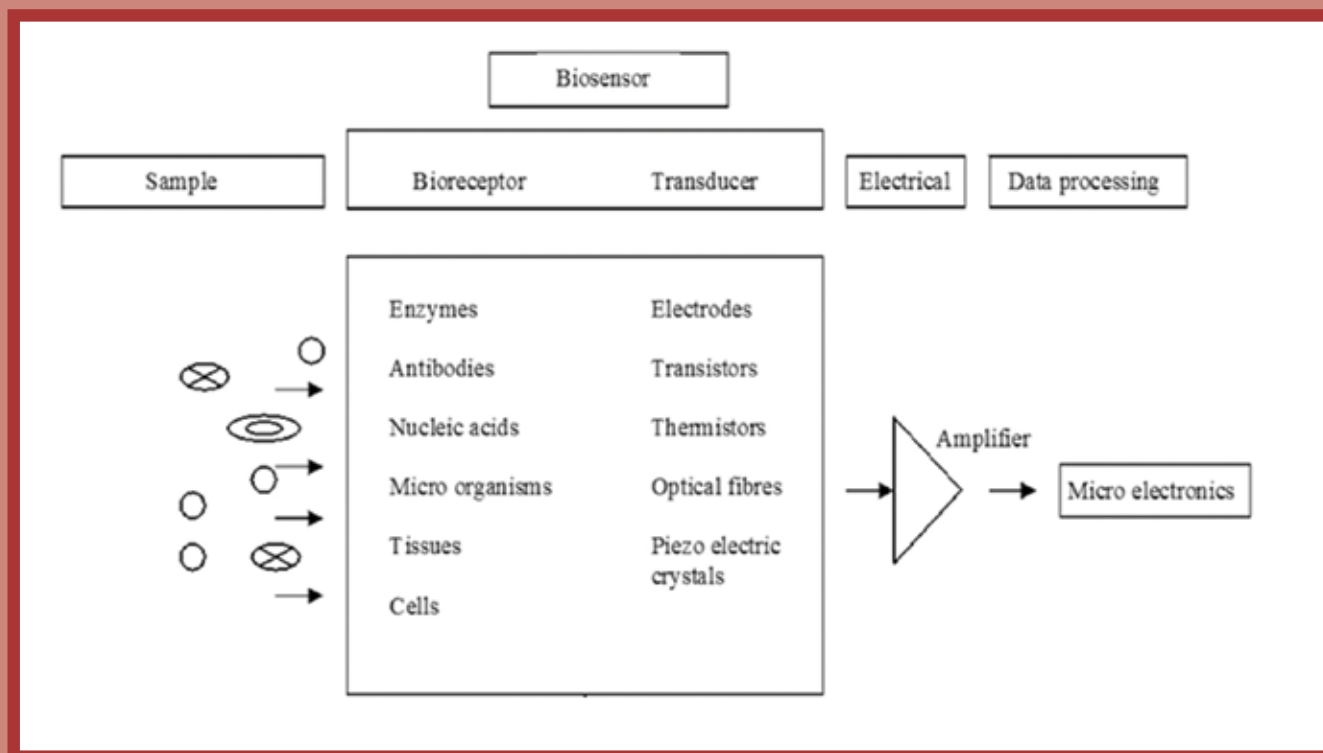 Biosensor
Sample
Bioreceptor Transducer
Electrical
Data processing
Enzymes Electrodes
Antibodies Transistors
Nucleic acids Thermistors
Micro organisms Optical fibres
Tissues Piezo electric
crystals
Cells
Amplifier
Micro electronics